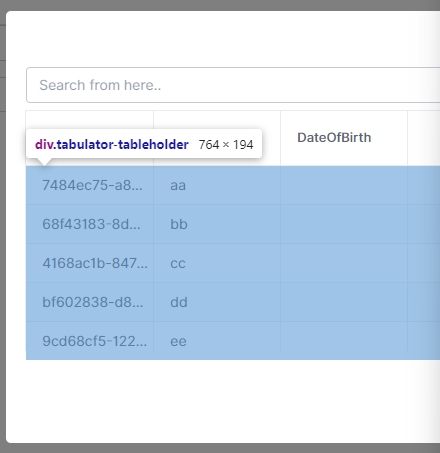 Search from here..
div.tabulator-tableholder 764 × 194
DateOfBirth
7484ec75-a8... aa
68f43183-8d... bb
4168ac1b-847... cc
bf602838-d8... dd
9cd68cf5-122... ee